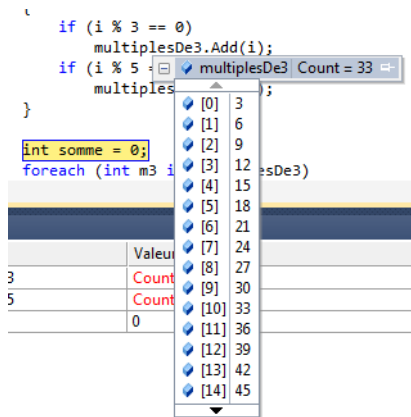 {
if (i % 3 == 0)
multiplesDe3.Add(i);
if (i % 5
multiplesDe3 Count = 33
multiples );
}
int somme = 0;
foreach (int m3 i esDe3)
[0] 3
[1] 6
[2] 9
[3] 12
[4] 15
[5] 18
[6] 21
[7] 24
[8] 27
[9] 30
[10] 33
[11] 36
[12] 39
[13] 42
[14] 45
Valeu
3 Count
5 Count
0